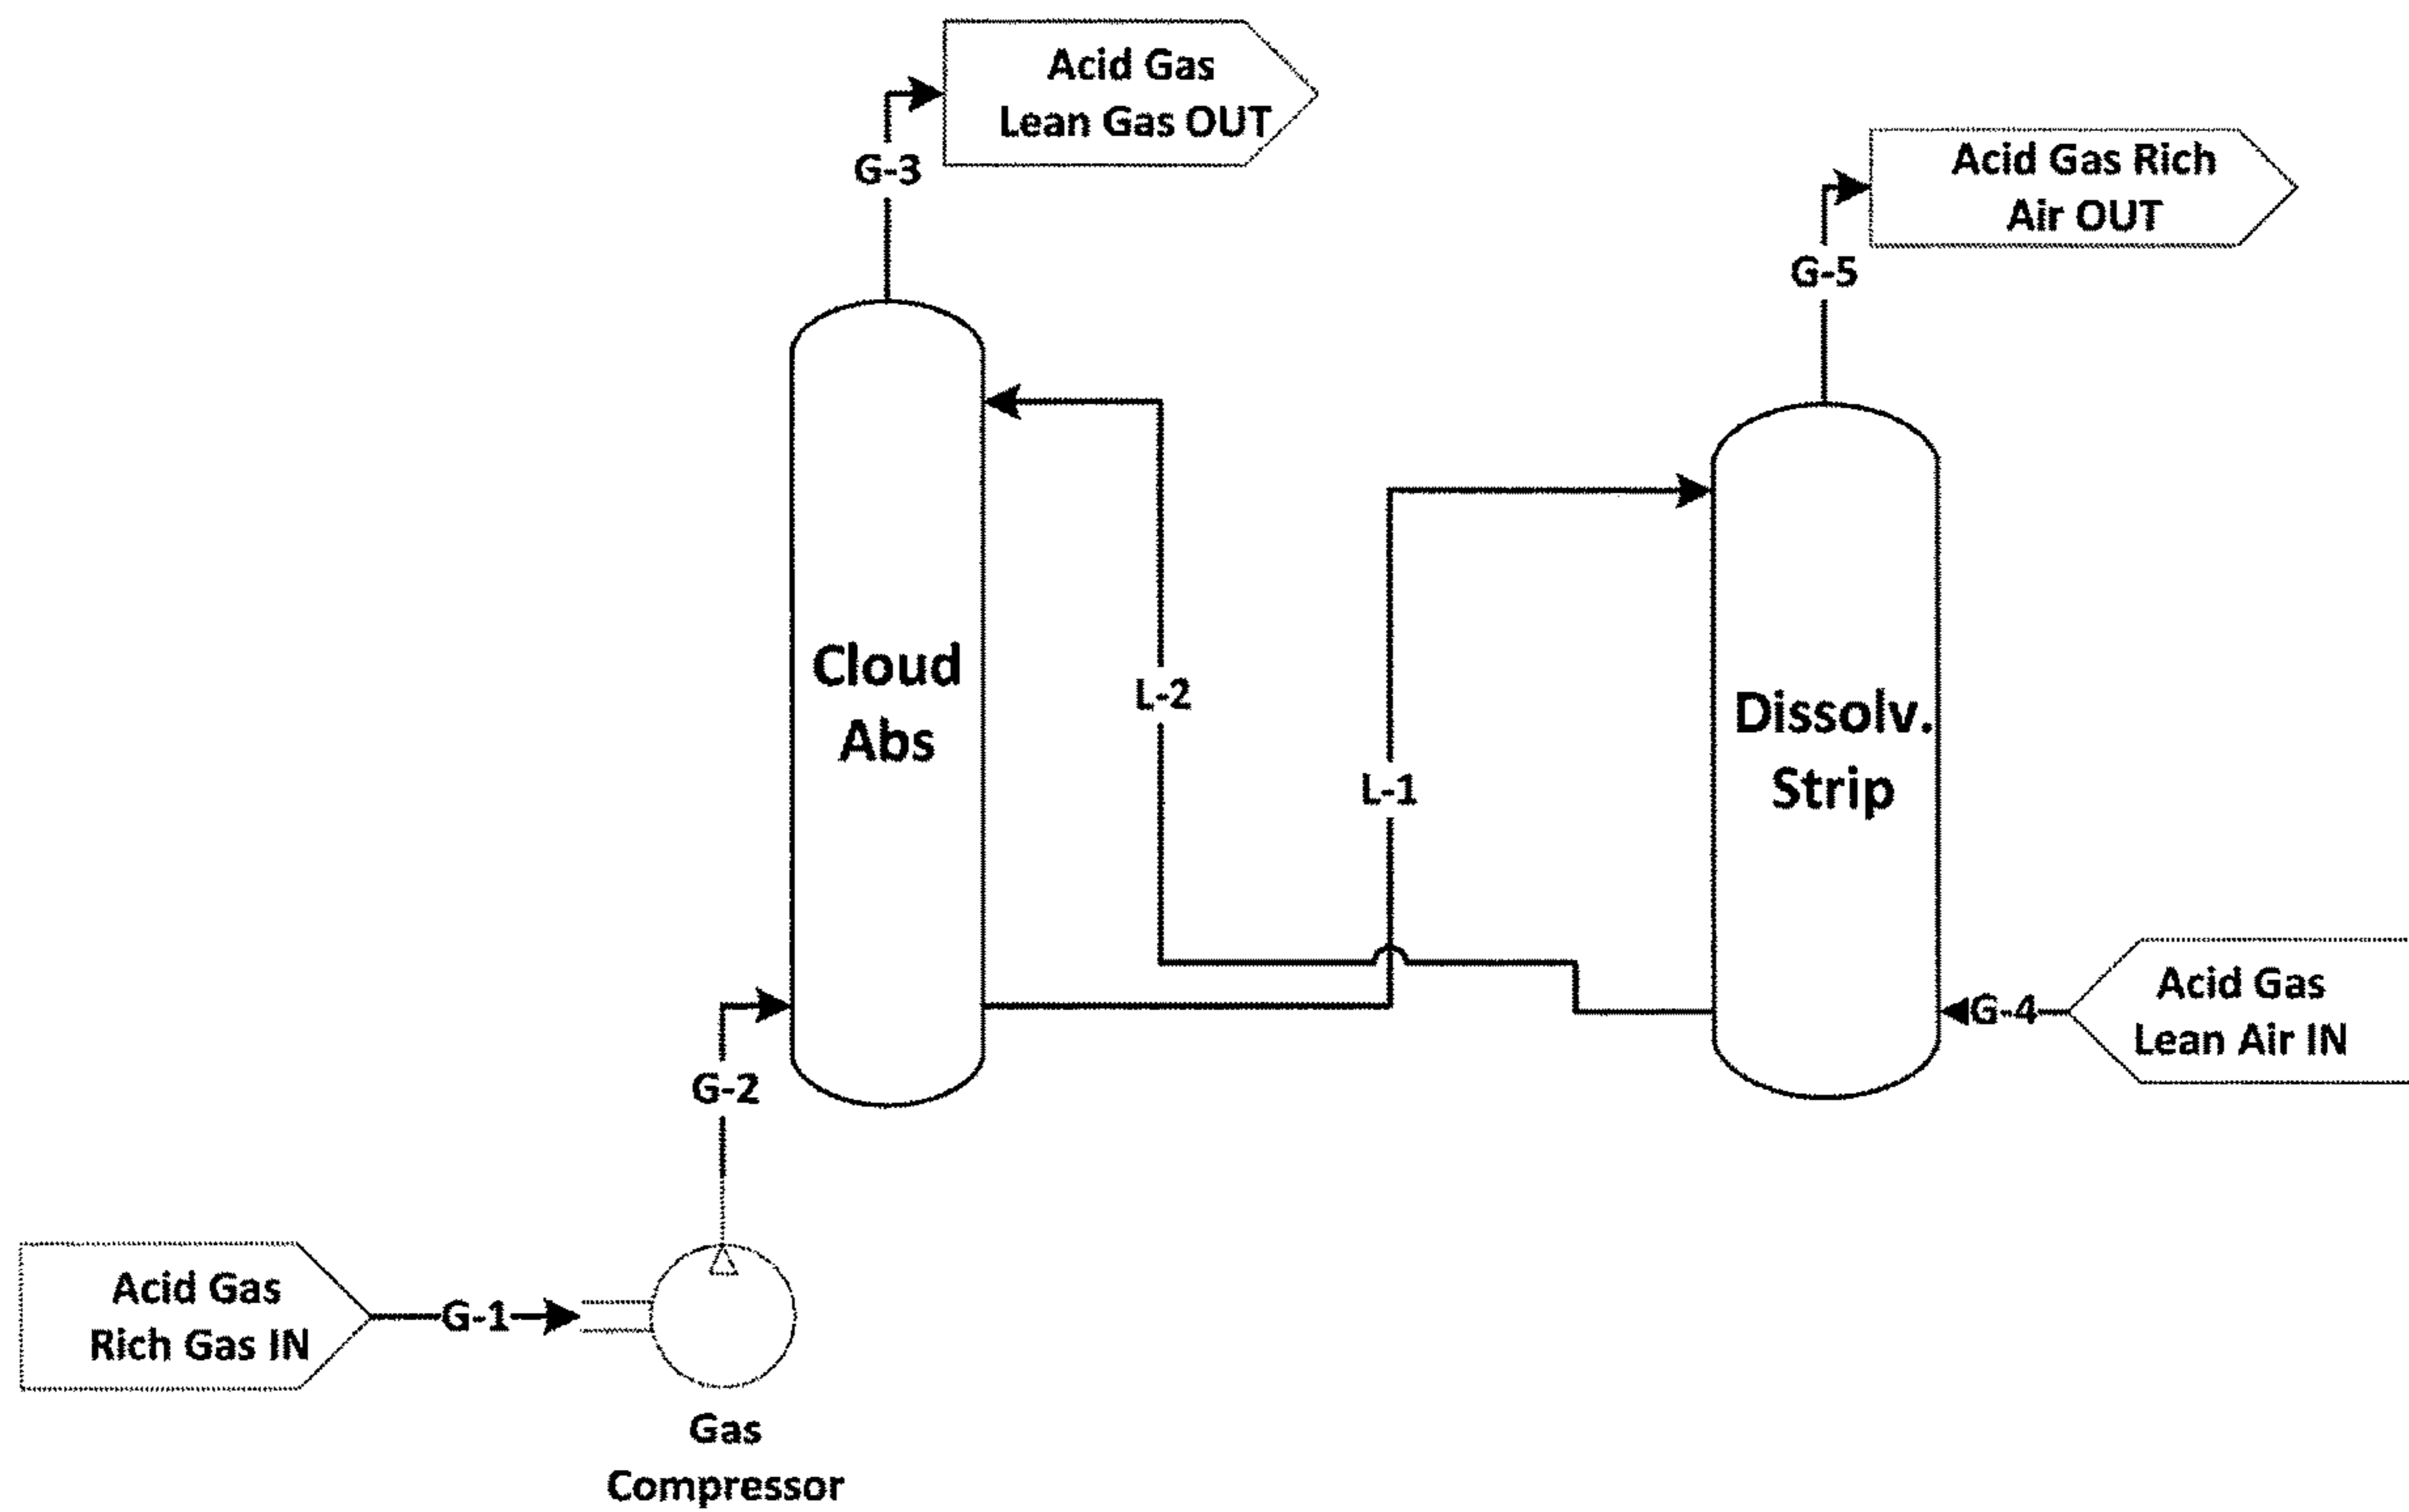 Acid Gas
Lean Gas OUT
G-3
Acid Gas Rich
Air OUT
G-5
Cloud
Abs
L-2
Dissolv.
Strip
L-1
Acid Gas
Lean Air IN
G-4
G-2
Acid Gas
Rich Gas IN
G-1
Gas
Compressor